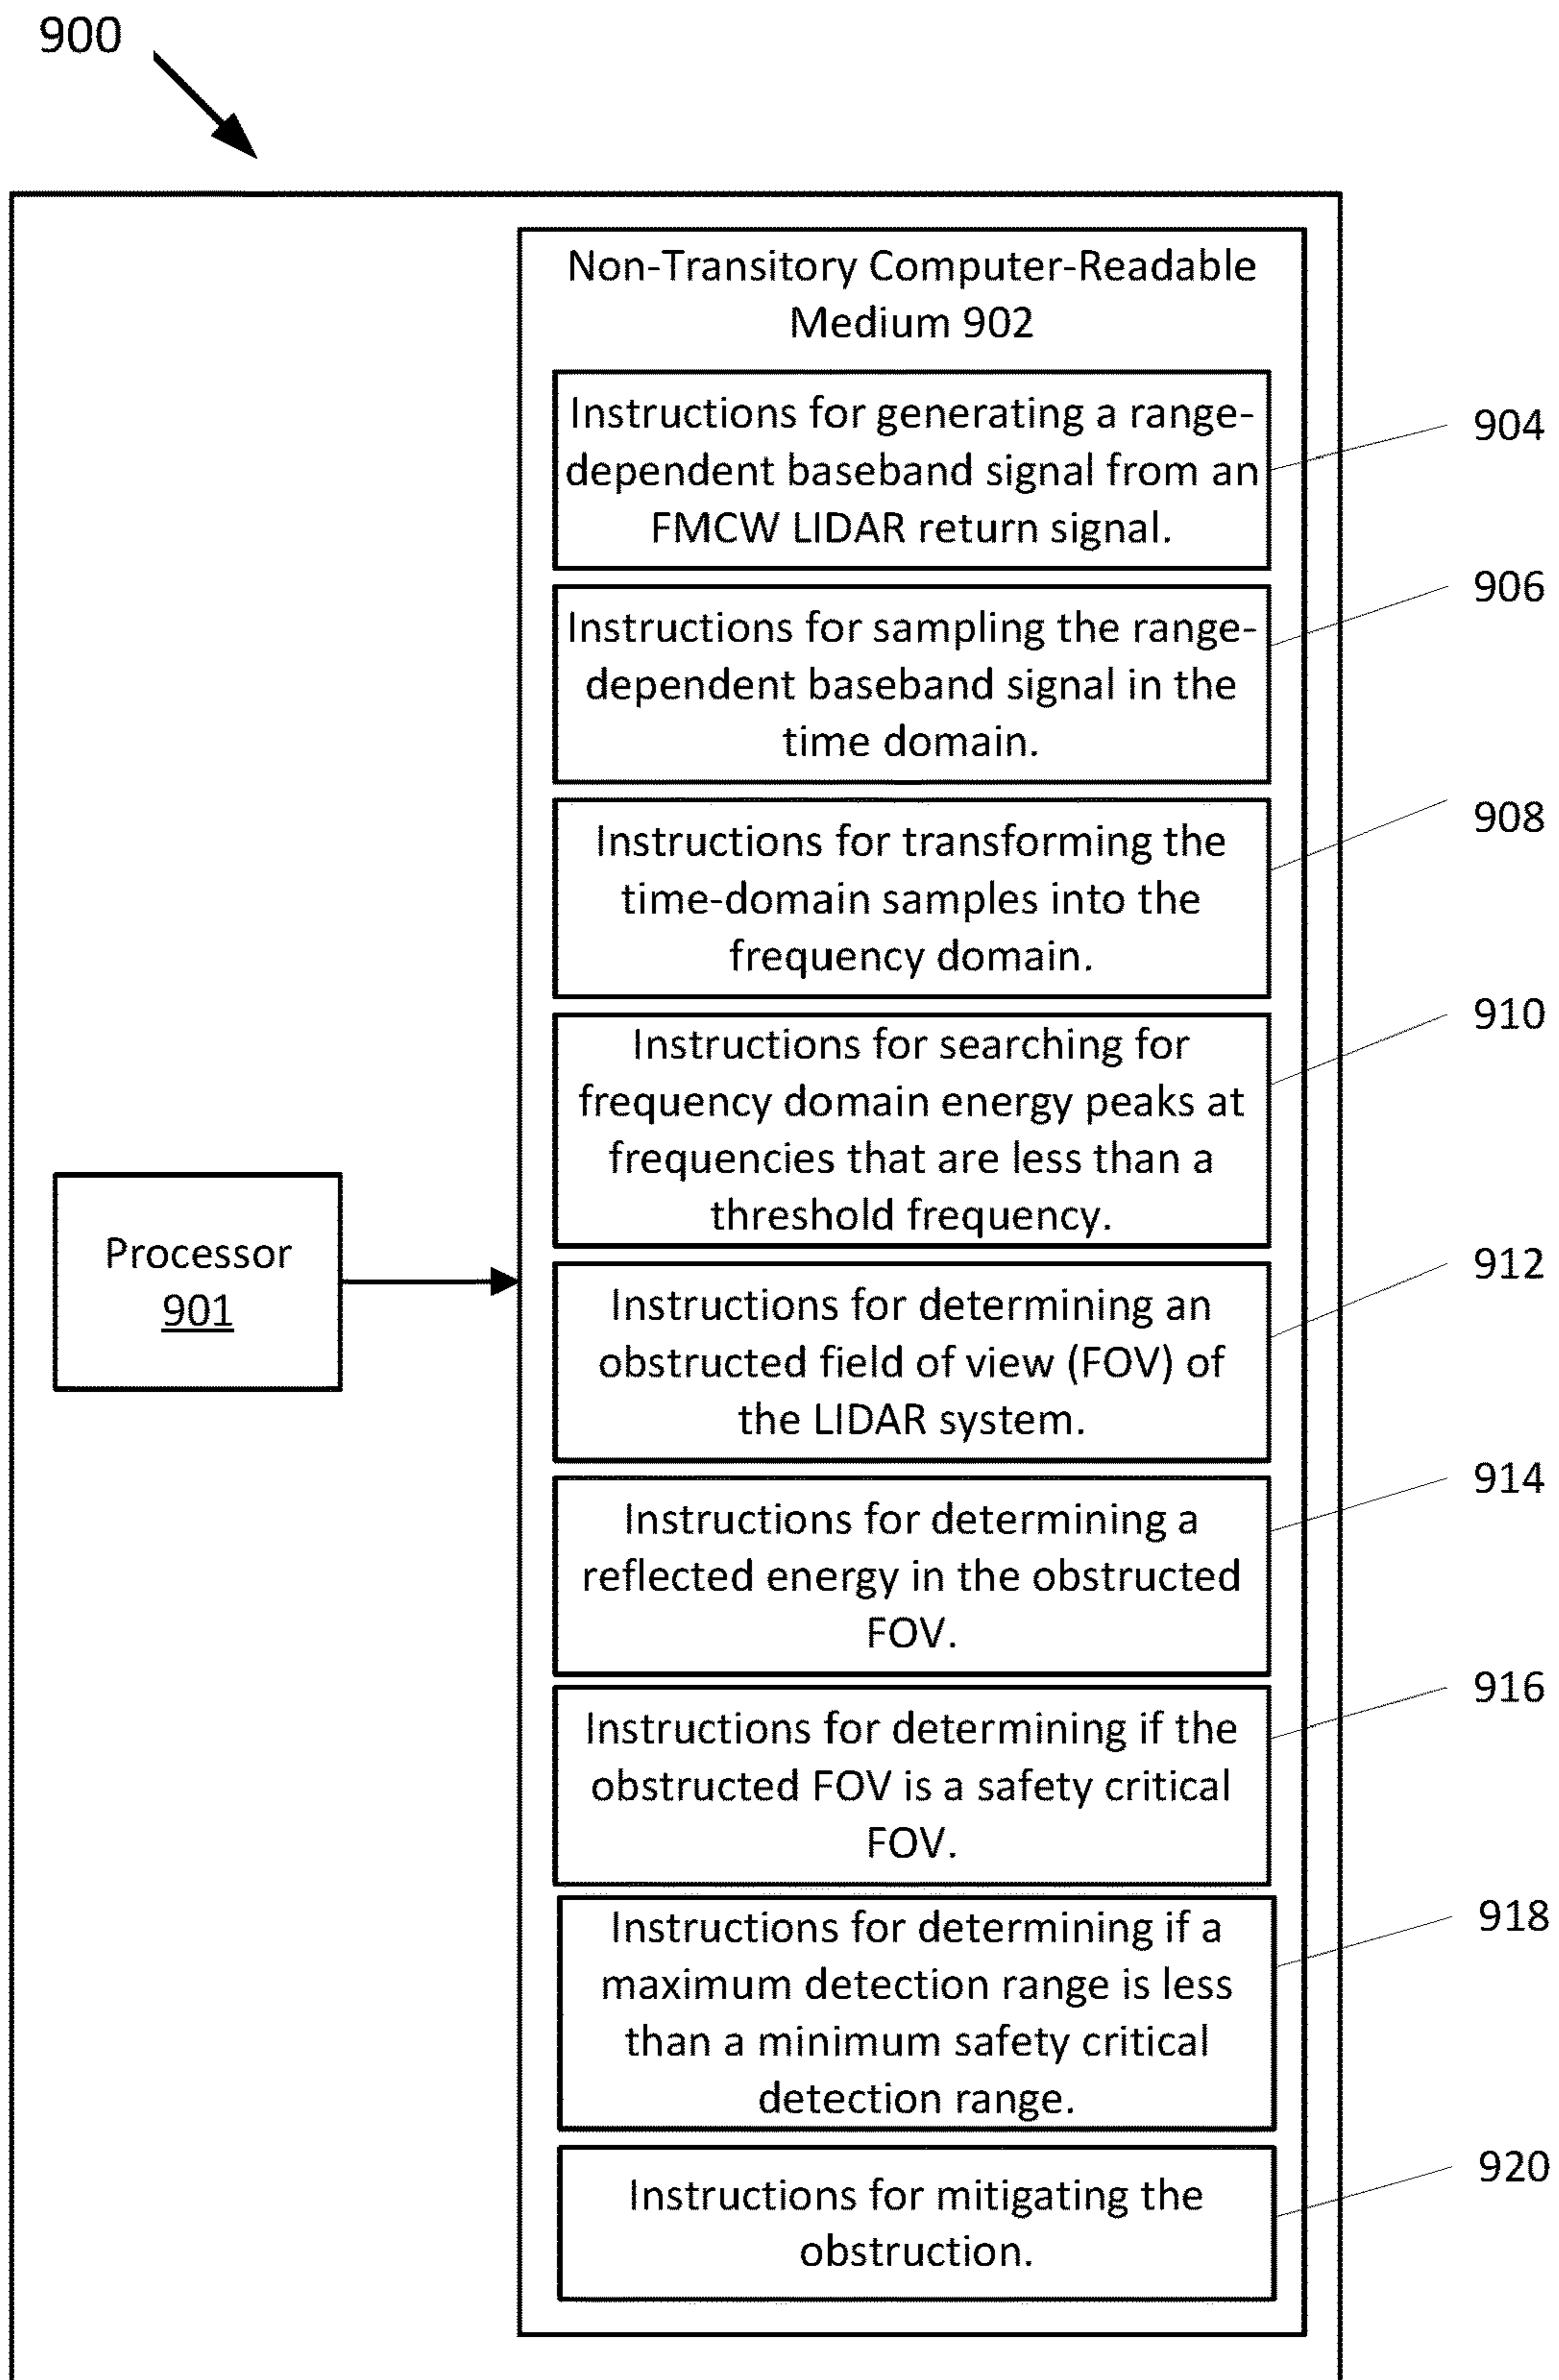 900
Non-Transitory Computer-Readable
Medium 902
Instructions for generating a range-
dependent baseband signal from an
FMCW LIDAR return signal.
904
Instructions for sampling the range-
dependent baseband signal in the
time domain.
906
Instructions for transforming the
time-domain samples into the
frequency domain.
908
Instructions for searching for
frequency domain energy peaks at
frequencies that are less than a
threshold frequency.
910
Processor
901
Instructions for determining an
obstructed field of view (FOV) of
the LIDAR system.
912
Instructions for determining a
reflected energy in the obstructed
FOV.
914
Instructions for determining if the
obstructed FOV is a safety critical
FOV.
916
Instructions for determining if a
maximum detection range is less
than a minimum safety critical
detection range.
918
Instructions for mitigating the
obstruction.
920